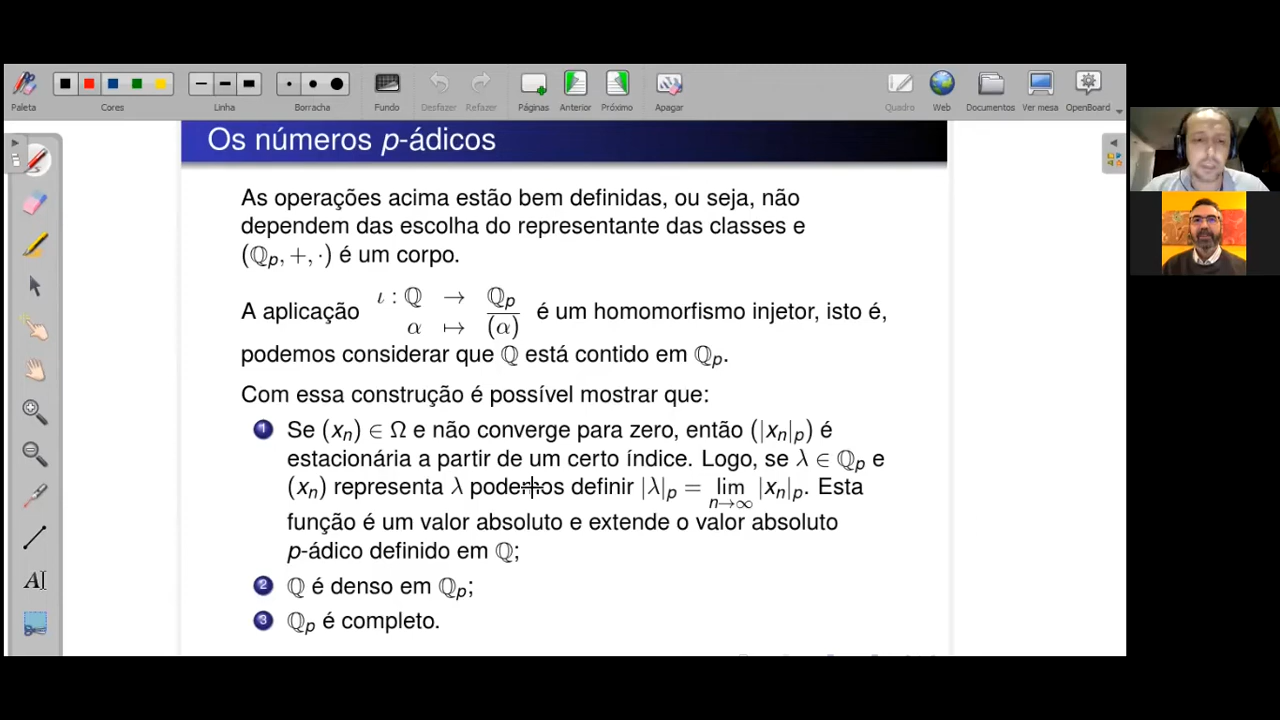 Paleta
Cores
Linha
Borracha
Fundo
Desfazer
Refazer
Páginas
Anterior
Próximo
Apagar
Quadro
Web
Documentos
Ver mesa
OpenBoard
Os números p-ádicos
As operações acima estão bem definidas, ou seja, não
dependem das escolha do representante das classes e
(ℚp, +, ·) é um corpo.
A aplicação ι : ℚ → ℚp
α ↦ (α) é um homomorfismo injetor, isto é,
podemos considerar que ℚ está contido em ℚp.
Com essa construção é possível mostrar que:
1 Se (xn) ∈ Ω e não converge para zero, então (|xn|p) é
estacionária a partir de um certo índice. Logo, se λ ∈ ℚp e
(xn) representa λ podemos definir |λ|p = lim n→∞ |xn|p. Esta
função é um valor absoluto e extende o valor absoluto
p-ádico definido em ℚ;
2 ℚ é denso em ℚp;
3 ℚp é completo.
A